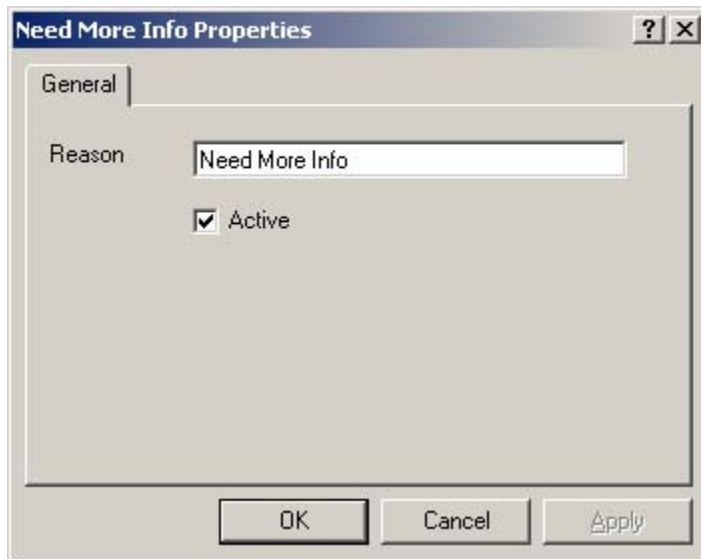 Need More Info Properties
General
Reason Need More Info
Active
OK Cancel Apply